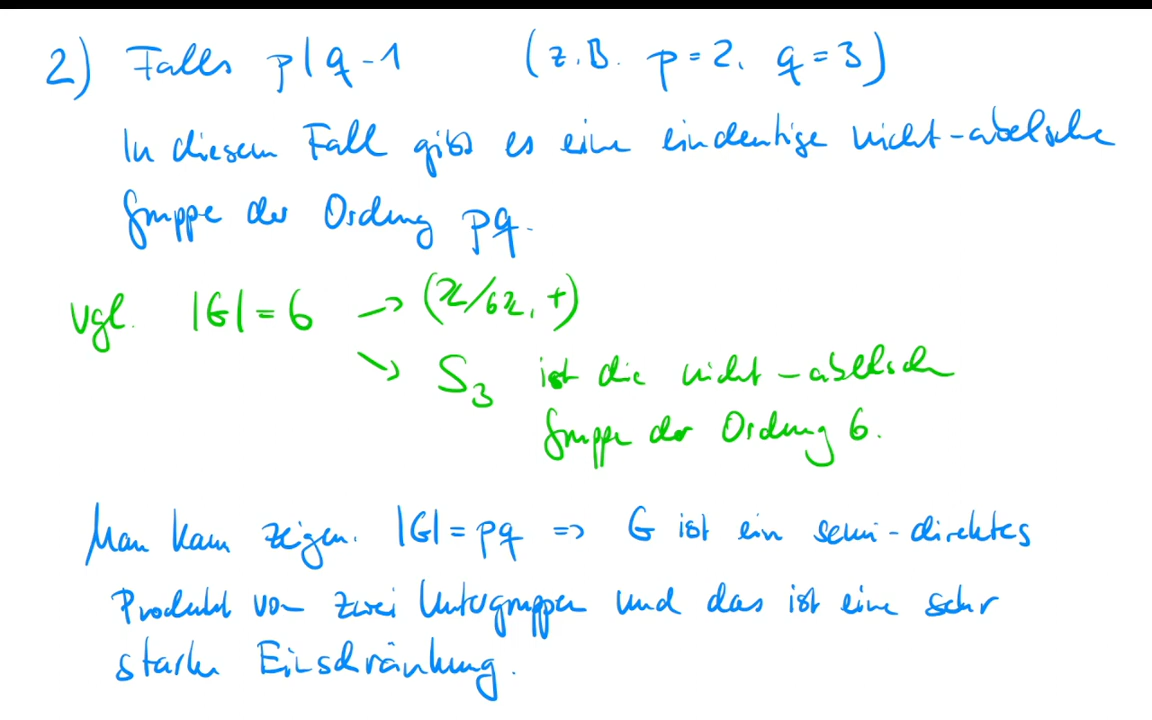 2) Falls p | q - 1 (z.B. p = 2, q = 3)
In diesem Fall gibt es eine eindeutige nicht-abelsche
Gruppe der Ordnung pq.
vgl. |G| = 6 → (ℤ/6ℤ, +)
↘ S₃ ist die nicht-abelsche
Gruppe der Ordnung 6.
Man kann zeigen. |G| = pq => G ist ein semi-direktes
Produkt von zwei Untergruppen und das ist eine sehr
starke Einschränkung.